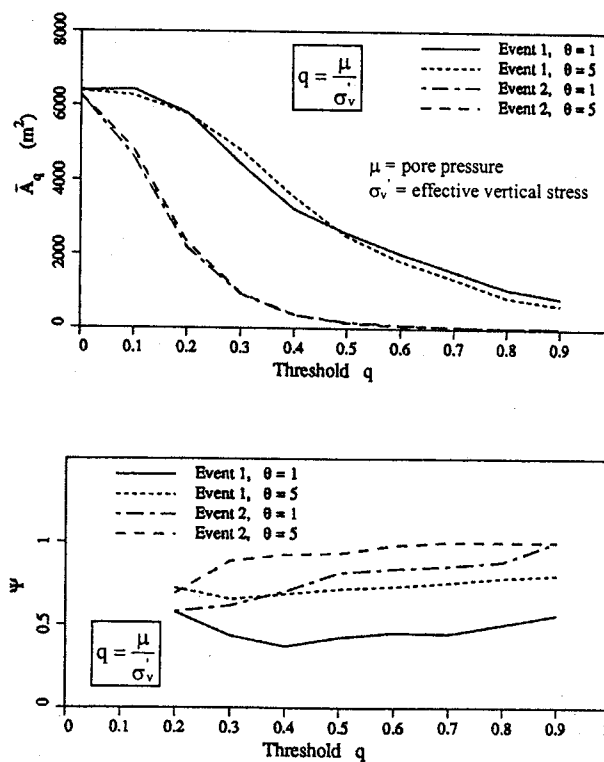 8000
6000
4000
2000
0
Ā_q (m²)
Event 1, θ = 1
Event 1, θ = 5
Event 2, θ = 1
Event 2, θ = 5
q = μ / σ'_v
μ = pore pressure
σ_v' = effective vertical stress
0 0.1 0.2 0.3 0.4 0.5 0.6 0.7 0.8 0.9
Threshold q
Event 1, θ = 1
Event 1, θ = 5
Event 2, θ = 1
Event 2, θ = 5
1
0.5
0
Ψ
q = μ / σ'_v
0 0.1 0.2 0.3 0.4 0.5 0.6 0.7 0.8 0.9
Threshold q